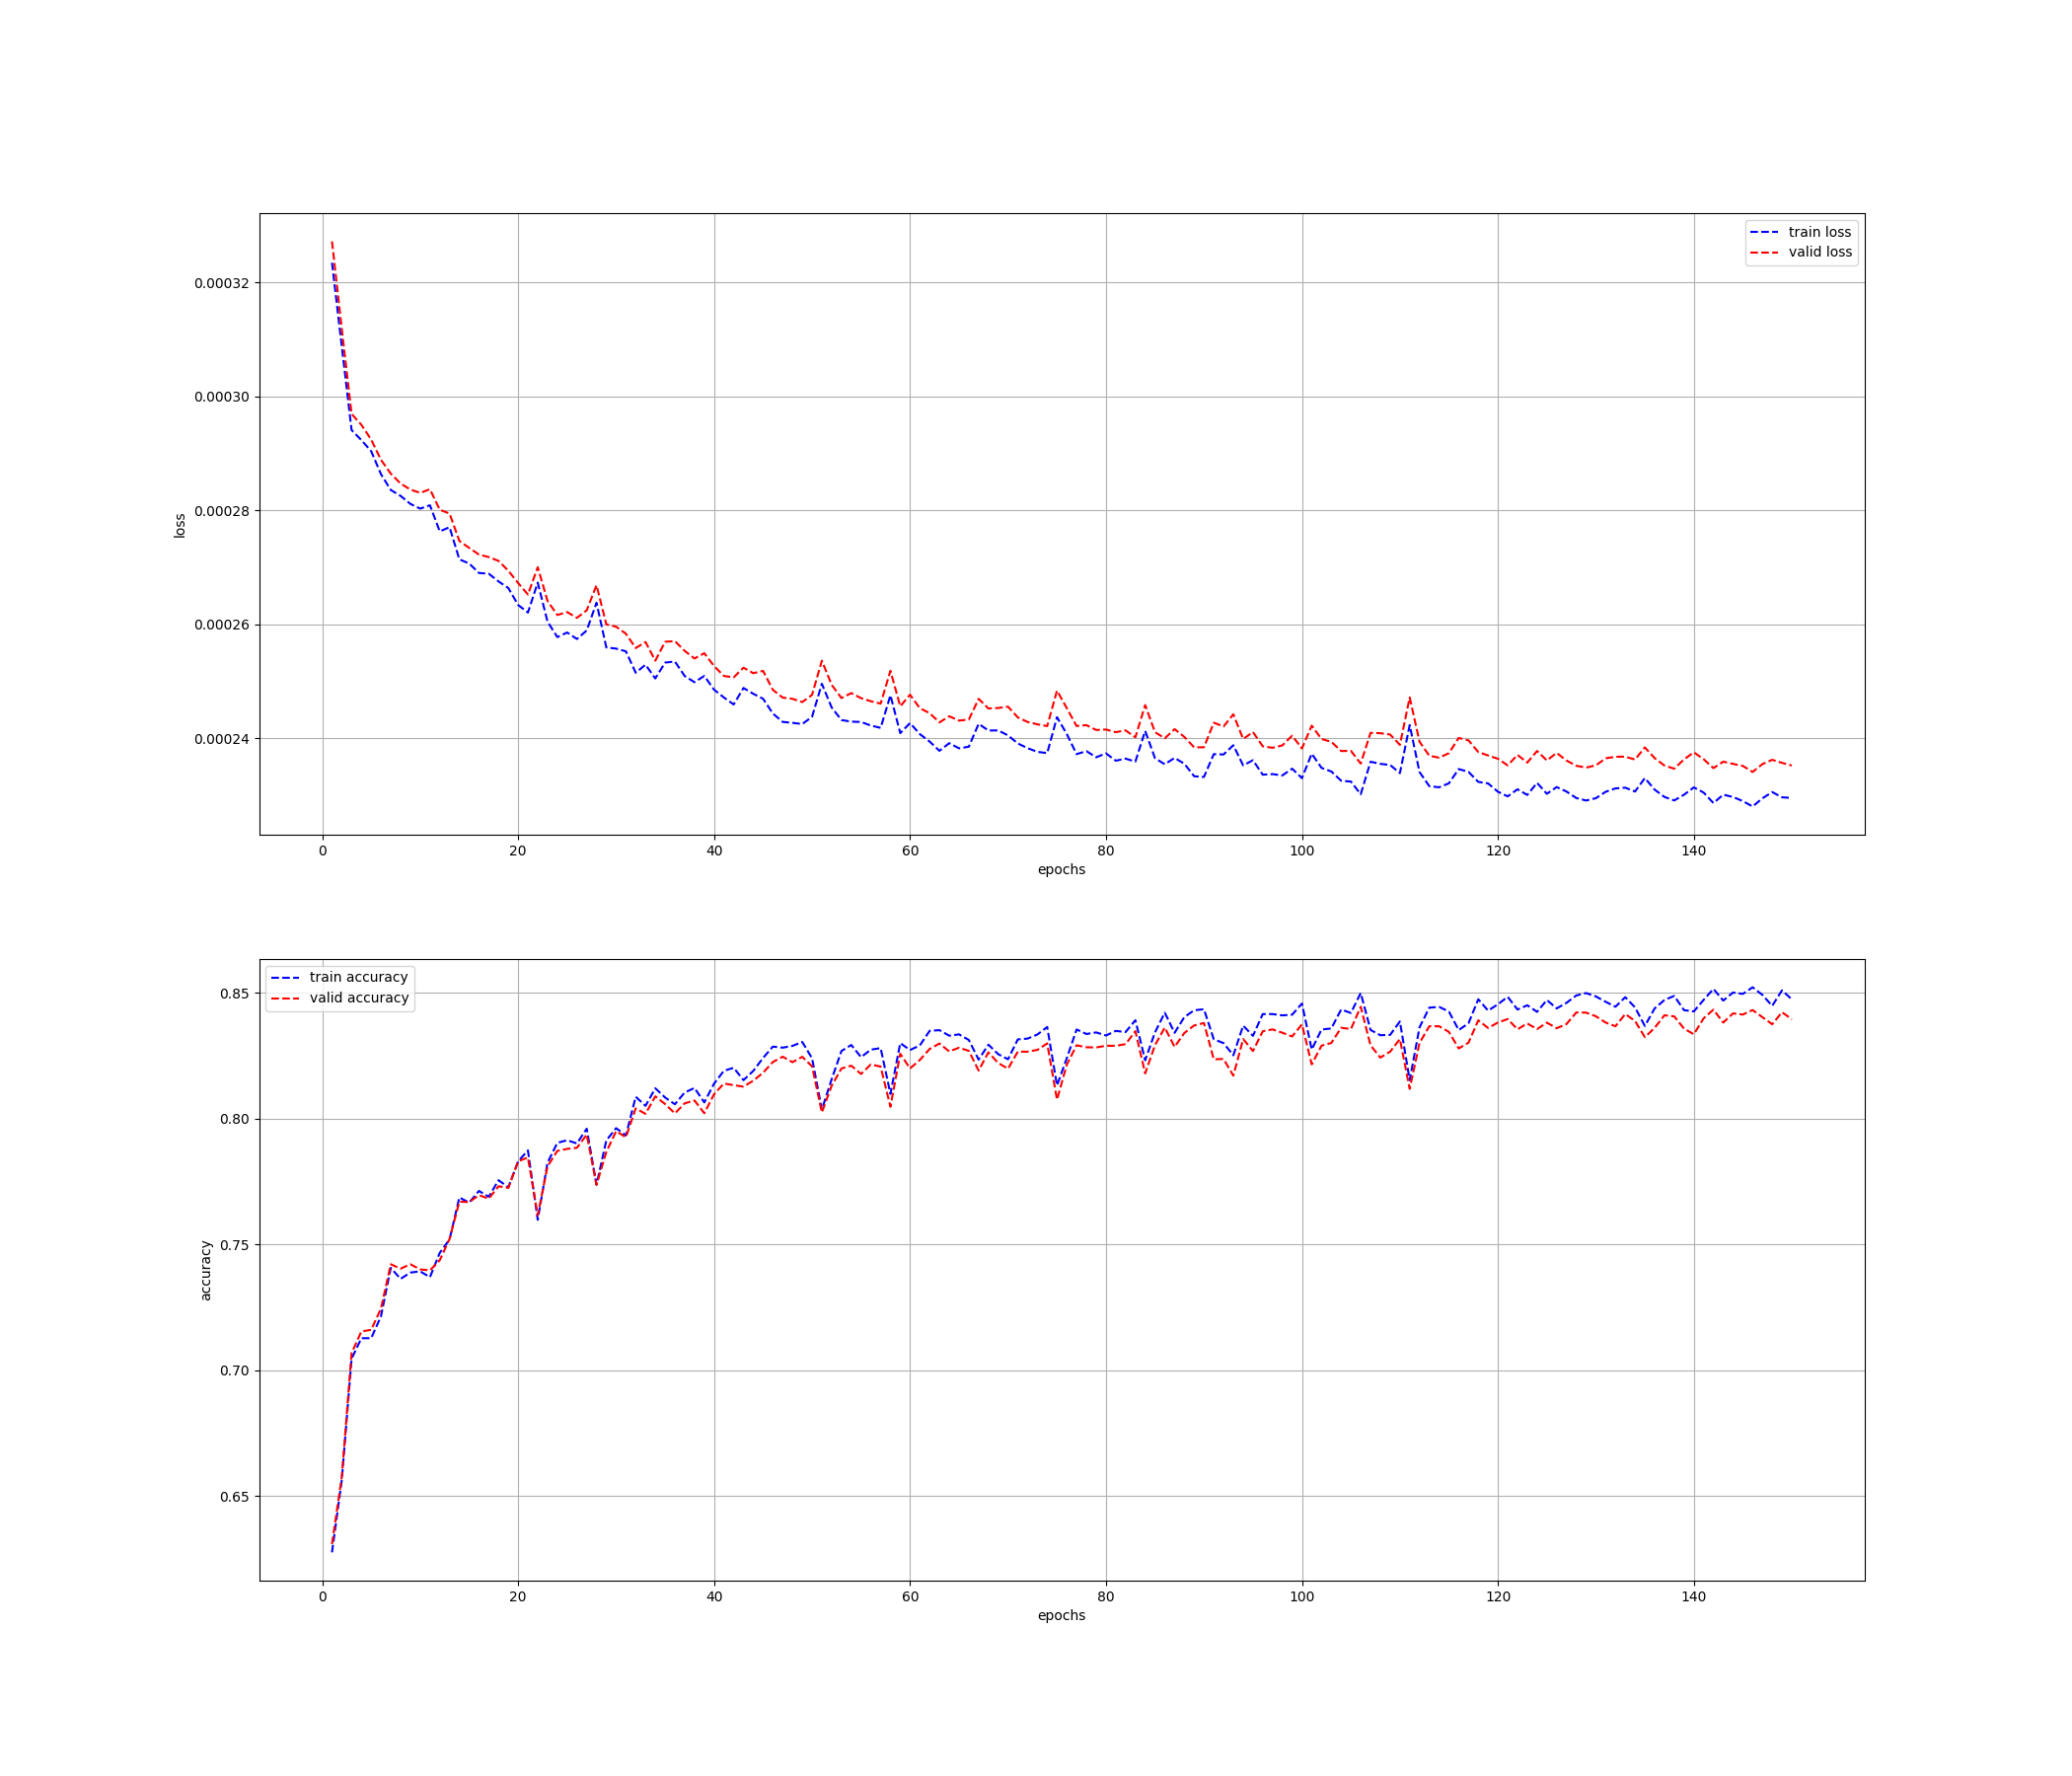 train loss
valid loss
0.00032
0.00030
0.00028
0.00026
0.00024
loss
0 20 40 60 80 100 120 140
epochs
train accuracy
valid accuracy
0.85
0.80
0.75
0.70
0.65
accuracy
0 20 40 60 80 100 120 140
epochs